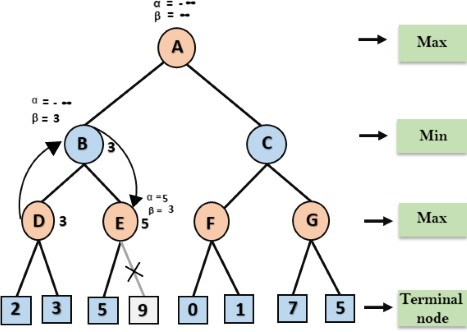 α = - ∞
β = ∞
A
Max
α = - ∞
β = 3
B
3
C
Min
D
3
α =5
β = 3
E
5
F
G
Max
2
3
5
9
0
1
7
5
Terminal
node